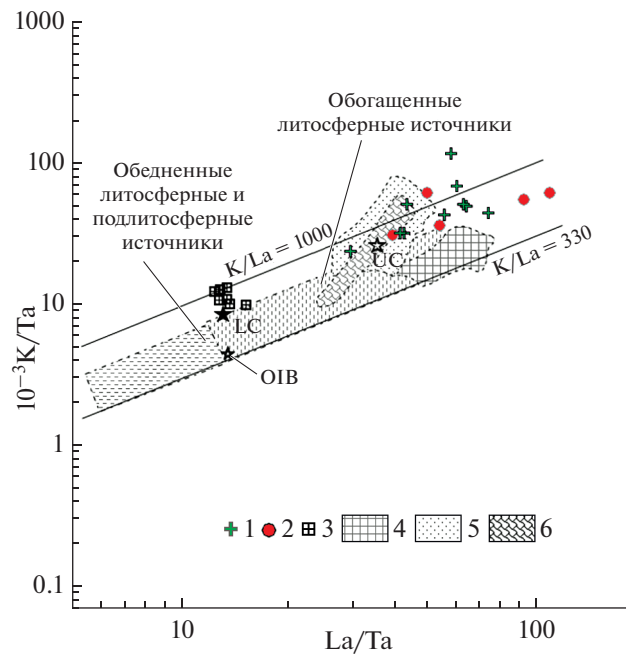 1000
Обогащенные
литосферные источники
100
Обедненные
литосферные и
подлитосферные
источники
K/La = 1000
UC
K/La = 330
10
LC
OIB
10⁻³K/Ta
1
1 2 3 4 5 6
0.1
10 100
La/Ta